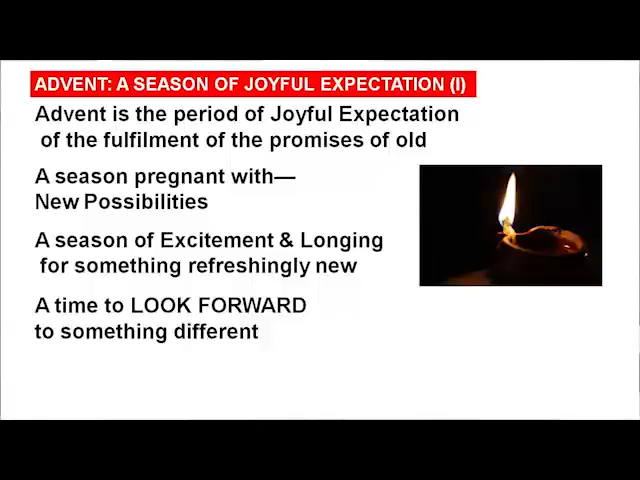 ADVENT: A SEASON OF JOYFUL EXPECTATION (I)
Advent is the period of Joyful Expectation
of the fulfilment of the promises of old
A season pregnant with—
New Possibilities
A season of Excitement & Longing
for something refreshingly new
A time to LOOK FORWARD
to something different